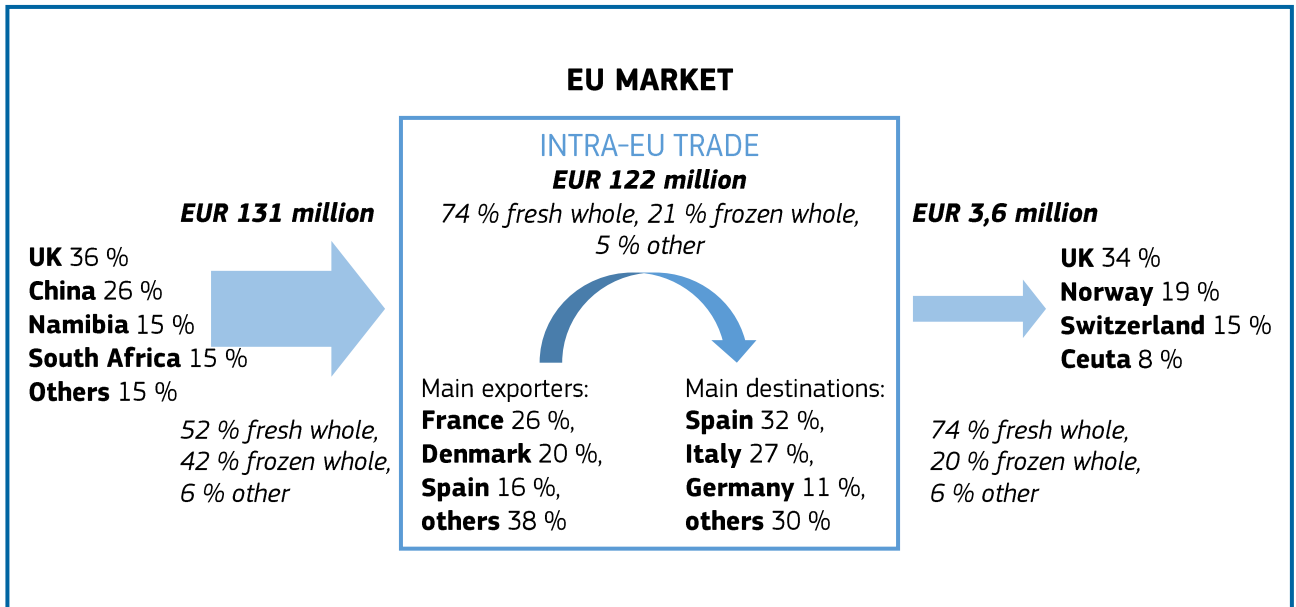 EU MARKET
EUR 131 million
UK 36 %
China 26 %
Namibia 15 %
South Africa 15 %
Others 15 %
52 % fresh whole,
42 % frozen whole,
6 % other
INTRA-EU TRADE
EUR 122 million
74 % fresh whole, 21 % frozen whole,
5 % other
Main exporters:
France 26 %,
Denmark 20 %,
Spain 16 %,
others 38 %
Main destinations:
Spain 32 %,
Italy 27 %,
Germany 11 %,
others 30 %
EUR 3,6 million
UK 34 %
Norway 19 %
Switzerland 15 %
Ceuta 8 %
74 % fresh whole,
20 % frozen whole,
6 % other